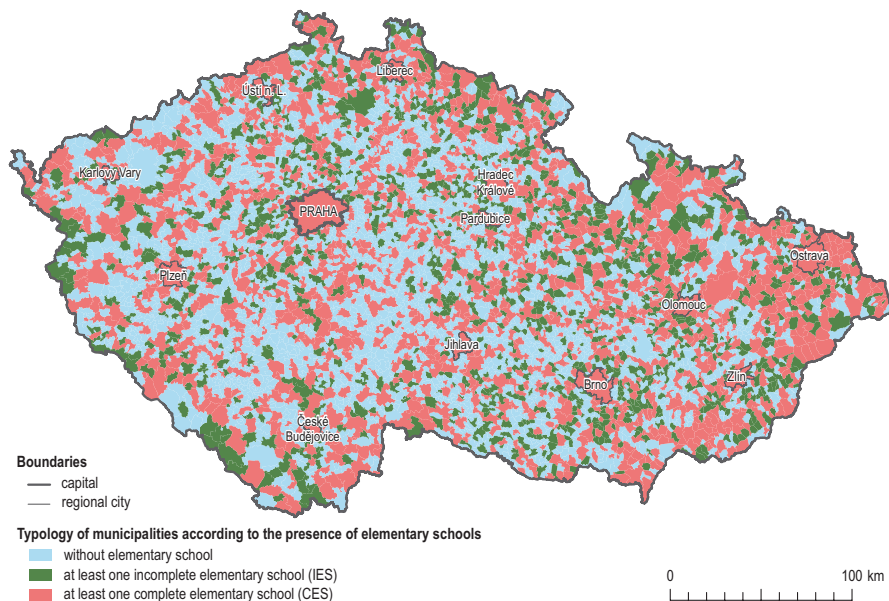 Liberec
Ústí n. L.
Karlovy Vary
Hradec
Králové
PRAHA
Pardubice
Ostrava
Plzeň
Olomouc
Jihlava
Zlín
Brno
České
Budějovice
Boundaries
capital
regional city
Typology of municipalities according to the presence of elementary schools
without elementary school
at least one incomplete elementary school (IES)
at least one complete elementary school (CES)
0 100 km